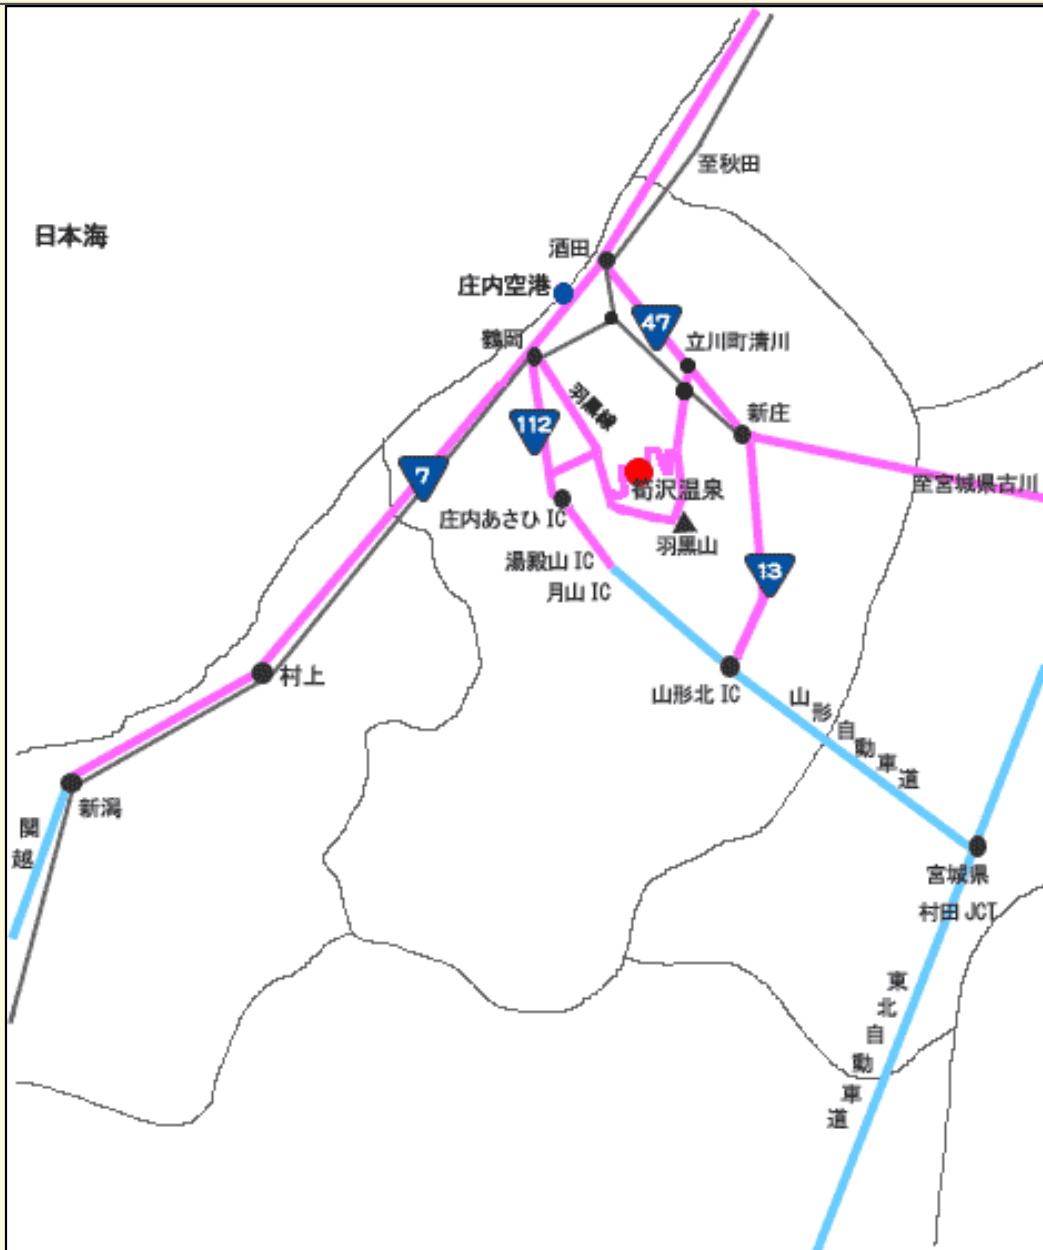 至秋田
日本海
酒田
庄内空港
47
鶴岡
立川町清川
羽黒線
新庄
112
7
笱沢温泉
至宮城県古川
庄内あさひ IC
羽黒山
湯殿山 IC
13
月山 IC
村上
山形北 IC
山形自動車道
新潟
関越
宮城県
村田 JCT
東北自動車道